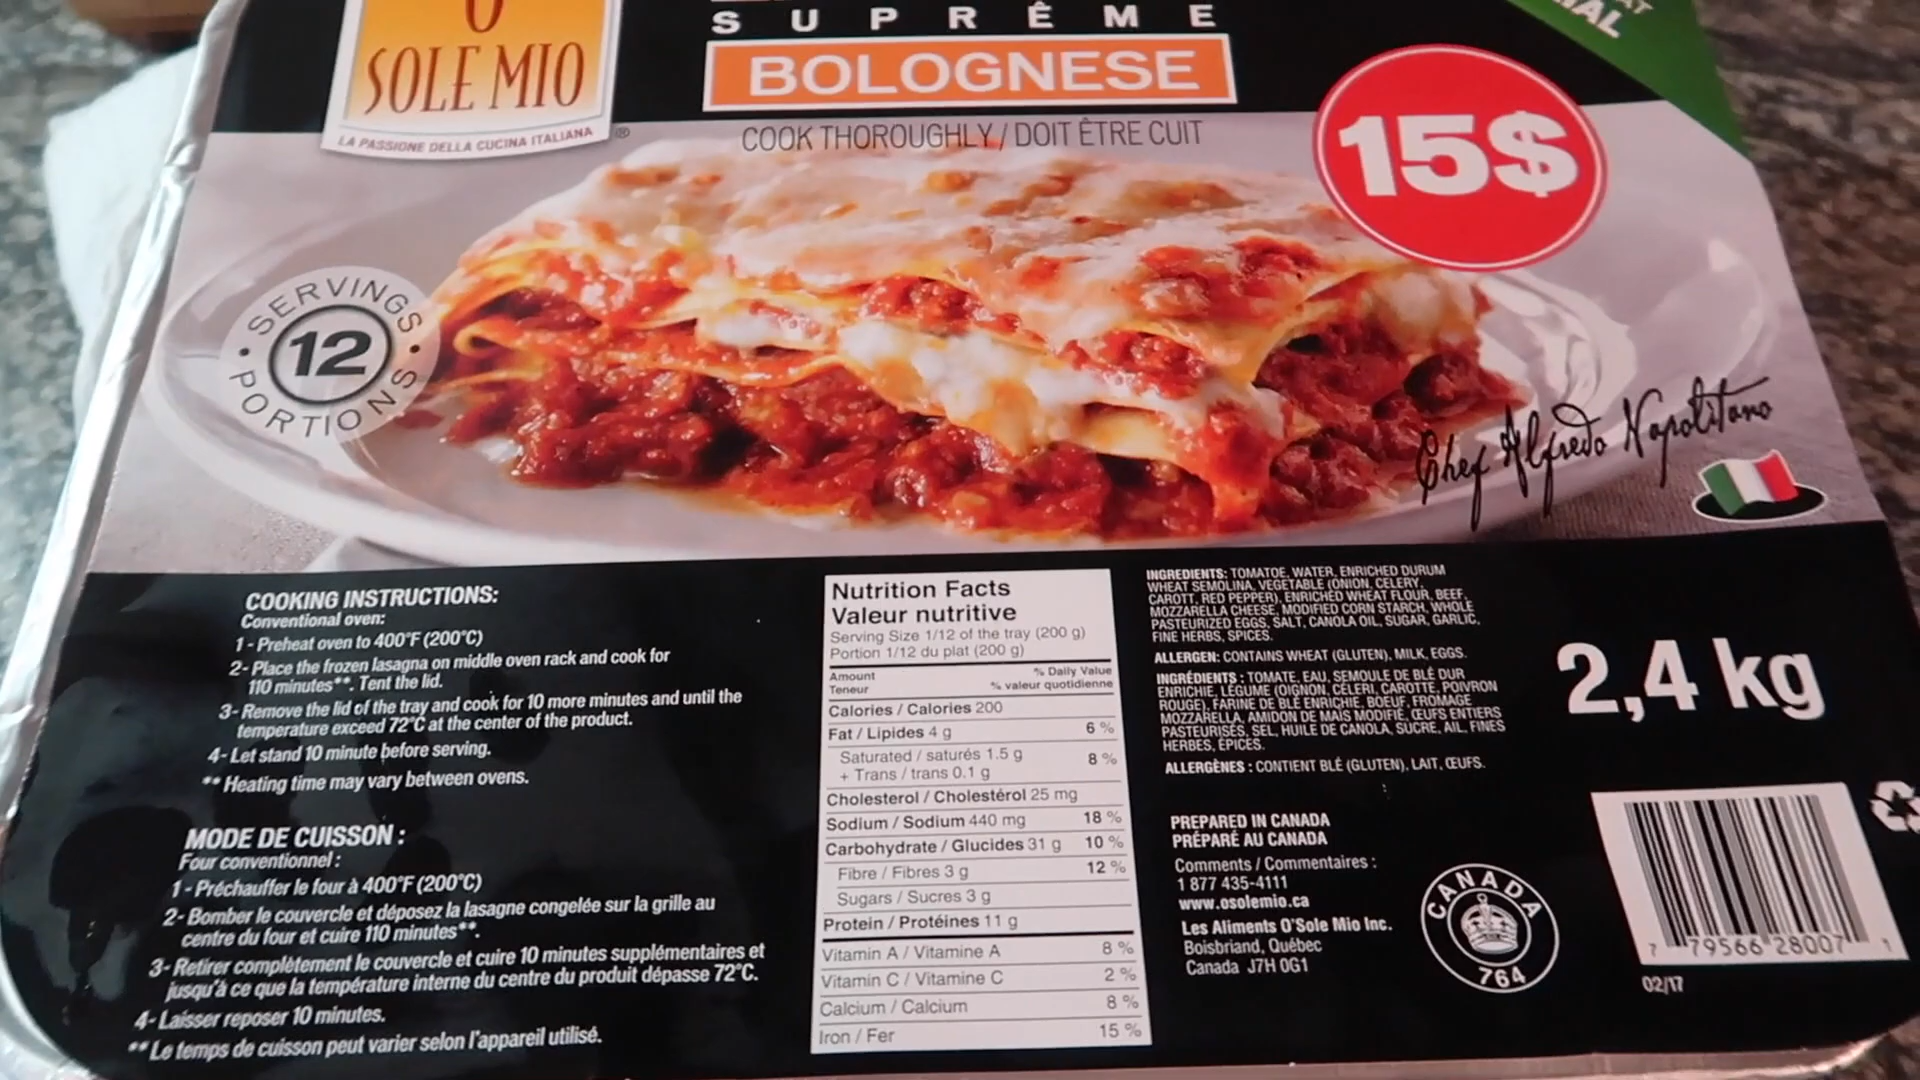 O
SOLE MIO
LA PASSIONE DELLA CUCINA ITALIANA ®
SUPRÊME
BOLOGNESE
COOK THOROUGHLY / DOIT ÊTRE CUIT
15$
SERVINGS
12
PORTIONS
Chef Alfredo Napolitano
COOKING INSTRUCTIONS:
Conventional oven:
1 - Preheat oven to 400°F (200°C)
2- Place the frozen lasagna on middle oven rack and cook for
110 minutes**. Tent the lid.
3- Remove the lid of the tray and cook for 10 more minutes and until the
temperature exceed 72°C at the center of the product.
4- Let stand 10 minute before serving.
** Heating time may vary between ovens.
MODE DE CUISSON :
Four conventionnel :
1 - Préchauffer le four à 400°F (200°C)
2- Bomber le couvercle et déposez la lasagne congelée sur la grille au
centre du four et cuire 110 minutes**.
3- Retirer complètement le couvercle et cuire 10 minutes supplémentaires et
jusqu'à ce que la température interne du centre du produit dépasse 72°C.
4- Laisser reposer 10 minutes.
** Le temps de cuisson peut varier selon l'appareil utilisé.
Nutrition Facts
Valeur nutritive
Serving Size 1/12 of the tray (200 g)
Portion 1/12 du plat (200 g)
Amount % Daily Value
Teneur % valeur quotidienne
Calories / Calories 200
Fat / Lipides 4 g 6 %
Saturated / saturés 1.5 g
+ Trans / trans 0.1 g 8 %
Cholesterol / Cholestérol 25 mg
Sodium / Sodium 440 mg 18 %
Carbohydrate / Glucides 31 g 10 %
Fibre / Fibres 3 g 12 %
Sugars / Sucres 3 g
Protein / Protéines 11 g
Vitamin A / Vitamine A 8 %
Vitamin C / Vitamine C 2 %
Calcium / Calcium 8 %
Iron / Fer 15 %
INGREDIENTS: TOMATOE, WATER, ENRICHED DURUM
WHEAT SEMOLINA, VEGETABLE (ONION, CELERY,
CAROTT, RED PEPPER), ENRICHED WHEAT FLOUR, BEEF,
MOZZARELLA CHEESE, MODIFIED CORN STARCH, WHOLE
PASTEURIZED EGGS, SALT, CANOLA OIL, SUGAR, GARLIC,
FINE HERBS, SPICES.
ALLERGEN: CONTAINS WHEAT (GLUTEN), MILK, EGGS.
INGRÉDIENTS : TOMATE, EAU, SEMOULE DE BLÉ DUR
ENRICHIE, LÉGUME (OIGNON, CÉLERI, CAROTTE, POIVRON
ROUGE), FARINE DE BLÉ ENRICHIE, BOEUF, FROMAGE
MOZZARELLA, AMIDON DE MAÏS MODIFIÉ, ŒUFS ENTIERS
PASTEURISÉS, SEL, HUILE DE CANOLA, SUCRE, AIL, FINES
HERBES, ÉPICES.
ALLERGÈNES : CONTIENT BLÉ (GLUTEN), LAIT, ŒUFS.
2,4 kg
PREPARED IN CANADA
PRÉPARÉ AU CANADA
Comments / Commentaires :
1 877 435-4111
www.osolemio.ca
Les Aliments O'Sole Mio Inc.
Boisbriand, Québec
Canada J7H 0G1
CANADA
764
7 79566 28007 1
02/17